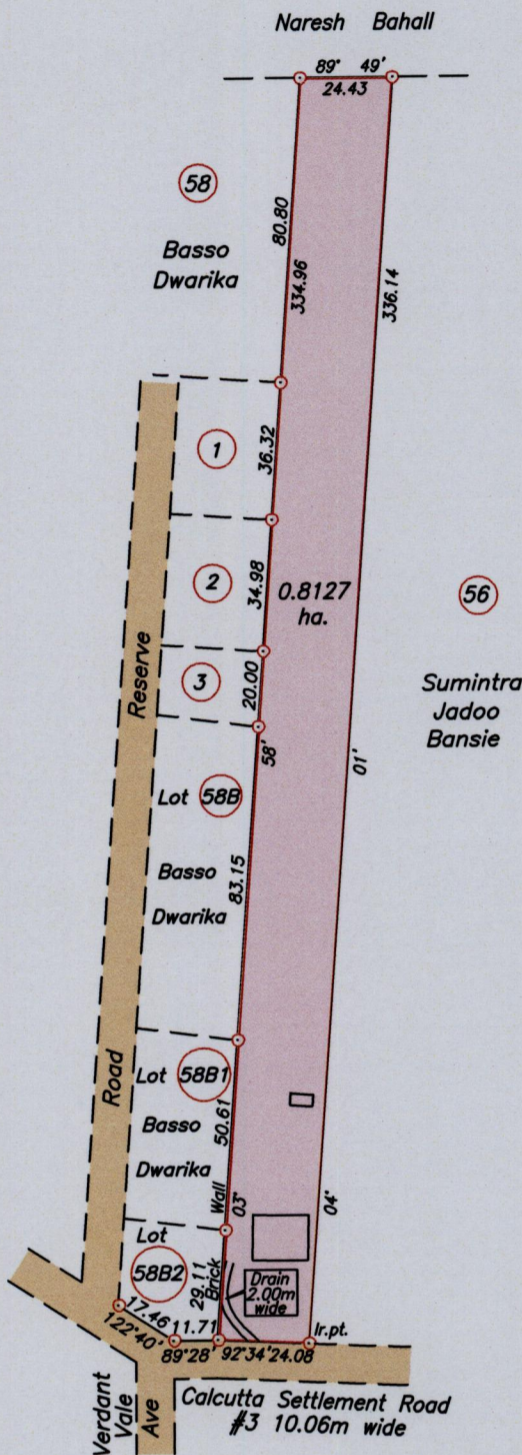 Naresh Bahall
89° 49'
24.43
58
Basso
Dwarika
80.80
334.96
336.14
1
36.32
2
34.98
0.8127
ha.
56
Sumintra
Jadoo
Bansie
3
20.00
Reserve
58'
01'
Lot 58B
Basso
Dwarika
83.15
Road
Lot 58B1
Basso
Dwarika
50.61
Wall
03°
04°
Lot
58B2
29.11
Brick
Drain
2.00m
wide
17.46
122°40'
11.71
89°28'
92°34'
24.08
Ir.pt.
Verdant
Vale
Ave
Calcutta Settlement Road
#3 10.06m wide